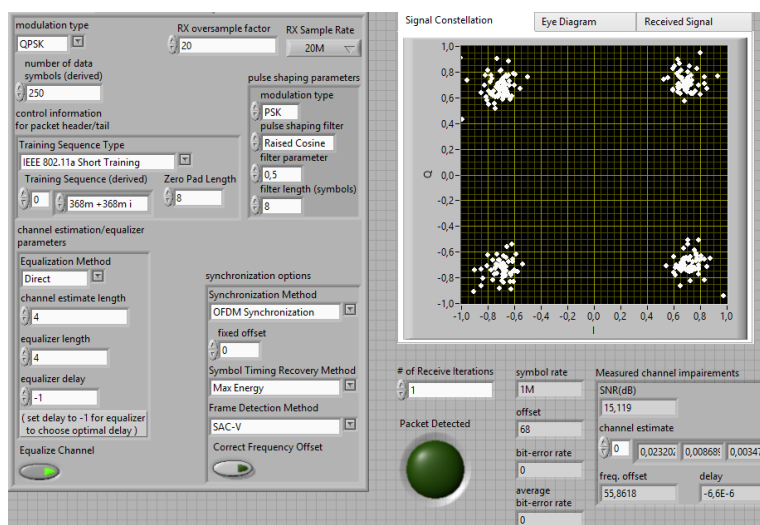 modulation type
QPSK
RX oversample factor
20
RX Sample Rate
20M
number of data
symbols (derived)
250
control information
for packet header/tail
Training Sequence Type
IEEE 802.11a Short Training
Training Sequence (derived)
0
368m +368m i
Zero Pad Length
8
pulse shaping parameters
modulation type
PSK
pulse shaping filter
Raised Cosine
filter parameter
0,5
filter length (symbols)
8
channel estimation/equalizer
parameters
Equalization Method
Direct
channel estimate length
4
equalizer length
4
equalizer delay
-1
( set delay to -1 for equalizer
to choose optimal delay )
Equalize Channel
synchronization options
Synchronization Method
OFDM Synchronization
fixed offset
0
Symbol Timing Recovery Method
Max Energy
Frame Detection Method
SAC-V
Correct Frequency Offset
Signal Constellation
Eye Diagram
Received Signal
1,0
0,8
0,6
0,4
0,2
0,0
-0,2
-0,4
-0,6
-0,8
-1,0
Q
-1,0 -0,8 -0,6 -0,4 -0,2 0,0 0,2 0,4 0,6 0,8 1,0
I
# of Receive Iterations
1
Packet Detected
symbol rate
1M
offset
68
bit-error rate
0
average
bit-error rate
0
Measured channel impairements
SNR(dB)
15,119
channel estimate
0
0,02320 0,00868 0,00347
freq. offset
55,8618
delay
-6,6E-6